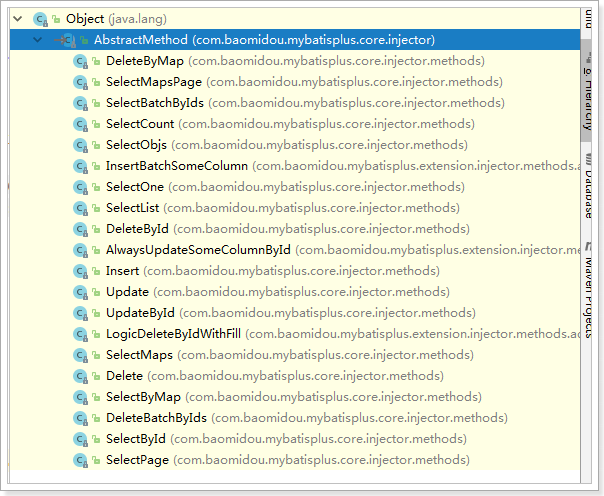 Object (java.lang)
AbstractMethod (com.baomidou.mybatisplus.core.injector)
DeleteByMap (com.baomidou.mybatisplus.core.injector.methods)
SelectMapsPage (com.baomidou.mybatisplus.core.injector.methods)
SelectBatchByIds (com.baomidou.mybatisplus.core.injector.methods)
SelectCount (com.baomidou.mybatisplus.core.injector.methods)
SelectObjs (com.baomidou.mybatisplus.core.injector.methods)
InsertBatchSomeColumn (com.baomidou.mybatisplus.extension.injector.methods.a
SelectOne (com.baomidou.mybatisplus.core.injector.methods)
SelectList (com.baomidou.mybatisplus.core.injector.methods)
DeleteById (com.baomidou.mybatisplus.core.injector.methods)
AlwaysUpdateSomeColumnById (com.baomidou.mybatisplus.extension.injector.met
Insert (com.baomidou.mybatisplus.core.injector.methods)
Update (com.baomidou.mybatisplus.core.injector.methods)
UpdateById (com.baomidou.mybatisplus.core.injector.methods)
LogicDeleteByIdWithFill (com.baomidou.mybatisplus.extension.injector.methods.ad
SelectMaps (com.baomidou.mybatisplus.core.injector.methods)
Delete (com.baomidou.mybatisplus.core.injector.methods)
SelectByMap (com.baomidou.mybatisplus.core.injector.methods)
DeleteBatchByIds (com.baomidou.mybatisplus.core.injector.methods)
SelectById (com.baomidou.mybatisplus.core.injector.methods)
SelectPage (com.baomidou.mybatisplus.core.injector.methods)
Hierarchy
Database
Maven Projects